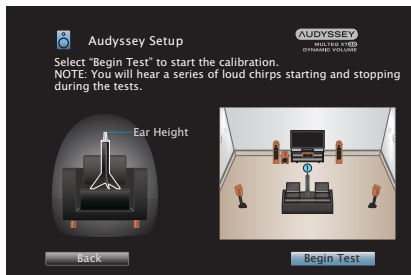 Audyssey Setup
AUDYSSEY
MULTEQ XT32
DYNAMIC VOLUME
Select “Begin Test” to start the calibration.
NOTE: You will hear a series of loud chirps starting and stopping
during the tests.
Ear Height
Back
Begin Test